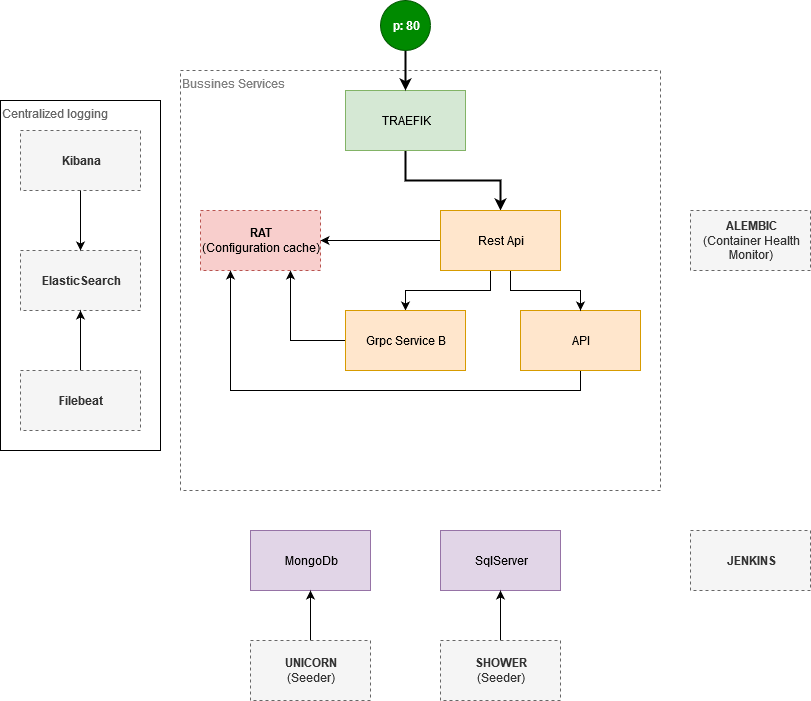 p: 80
Bussines Services
TRAEFIK
Centralized logging
Kibana
RAT
(Configuration cache)
Rest Api
ALEMBIC
(Container Health
Monitor)
ElasticSearch
Grpc Service B
API
Filebeat
MongoDb
SqlServer
JENKINS
UNICORN
(Seeder)
SHOWER
(Seeder)